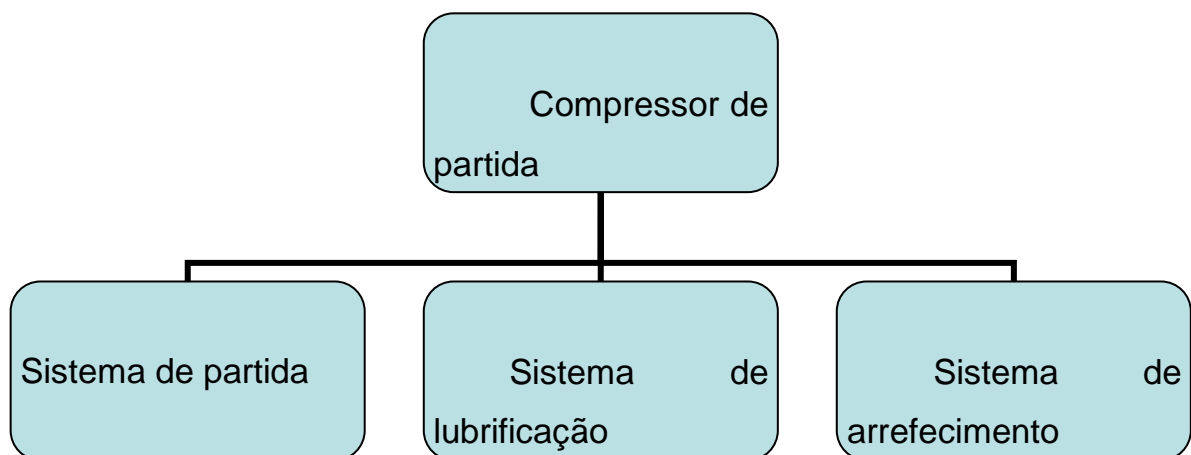 Compressor de
partida
Sistema de partida
Sistema de
lubrificação
Sistema de
arrefecimento